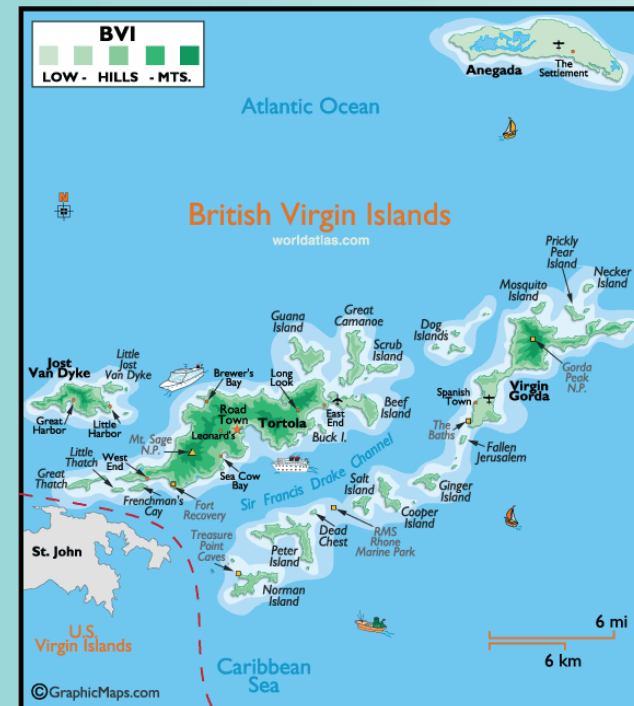 BVI
LOW - HILLS - MTS.
Anegada
The
Settlement
Atlantic Ocean
N
British Virgin Islands
worldatlas.com
Prickly
Pear
Island
Necker
Island
Mosquito
Island
Great
Camanoe
Guana
Island
Dog
Islands
Scrub
Island
Jost
Van Dyke
Little
Jost
Van Dyke
Brewer's
Bay
Long
Look
Gorda
Peak
N.P.
Virgin
Gorda
Spanish
Town
Beef
Island
East
End
Road
Town
Tortola
Great
Harbor
Little
Harbor
Leonard's
Buck I.
The
Baths
Mt. Sage
N.P.
Fallen
Jerusalem
Little
Thatch
West
End
Great
Thatch
Sea Cow
Bay
Sir Francis Drake Channel
Frenchman's
Cay
Fort
Recovery
Salt
Island
Ginger
Island
Cooper
Island
Dead
Chest
RMS
Rhone
Marine Park
Treasure
Point
Caves
Peter
Island
St. John
Norman
Island
U.S.
Virgin Islands
6 mi
6 km
Caribbean
Sea
©GraphicMaps.com